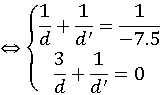 ⇔ { 1/d + 1/d' = 1/-7.5
3/d + 1/d' = 0